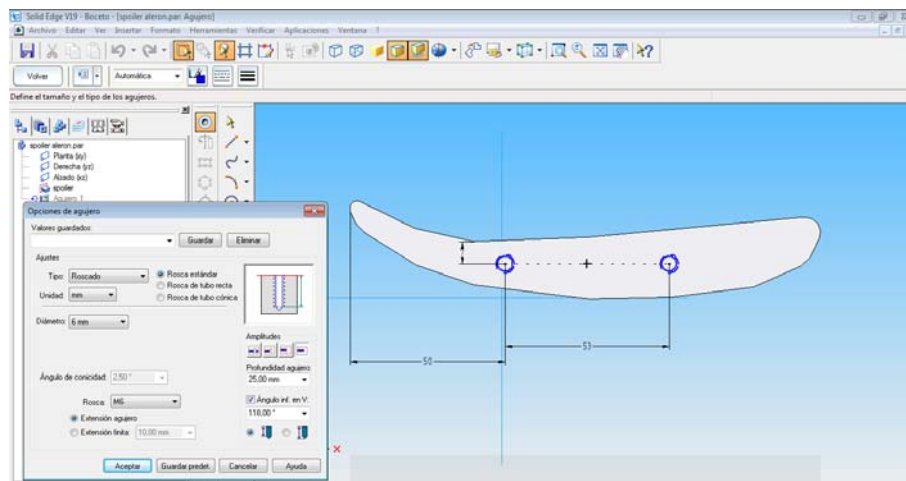 Solid Edge V19 - Boceto - [spoiler aleron.par: Agujero]
Archivo Editar Ver Insertar Formato Herramientas Verificar Aplicaciones Ventana ?
Volver Automática
Define el tamaño y el tipo de los agujeros.
spoiler aleron.par
Planta (xy)
Derecha (yz)
Alzado (xz)
spoiler
Agujero 1
Opciones de agujero
Valores guardados:
Guardar Eliminar
Ajustes
Tipo: Roscado Rosca estándar
Rosca de tubo recta
Unidad: mm Rosca de tubo cónica
Diámetro: 6 mm
Amplitudes
Profundidad agujero
Ángulo de conicidad: 2,50 ° 25,00 mm
Rosca: M6 Ángulo inf. en V:
Extensión agujero 110,00 °
Extensión finita: 10,00 mm
Aceptar Guardar predet. Cancelar Ayuda
50
53
X